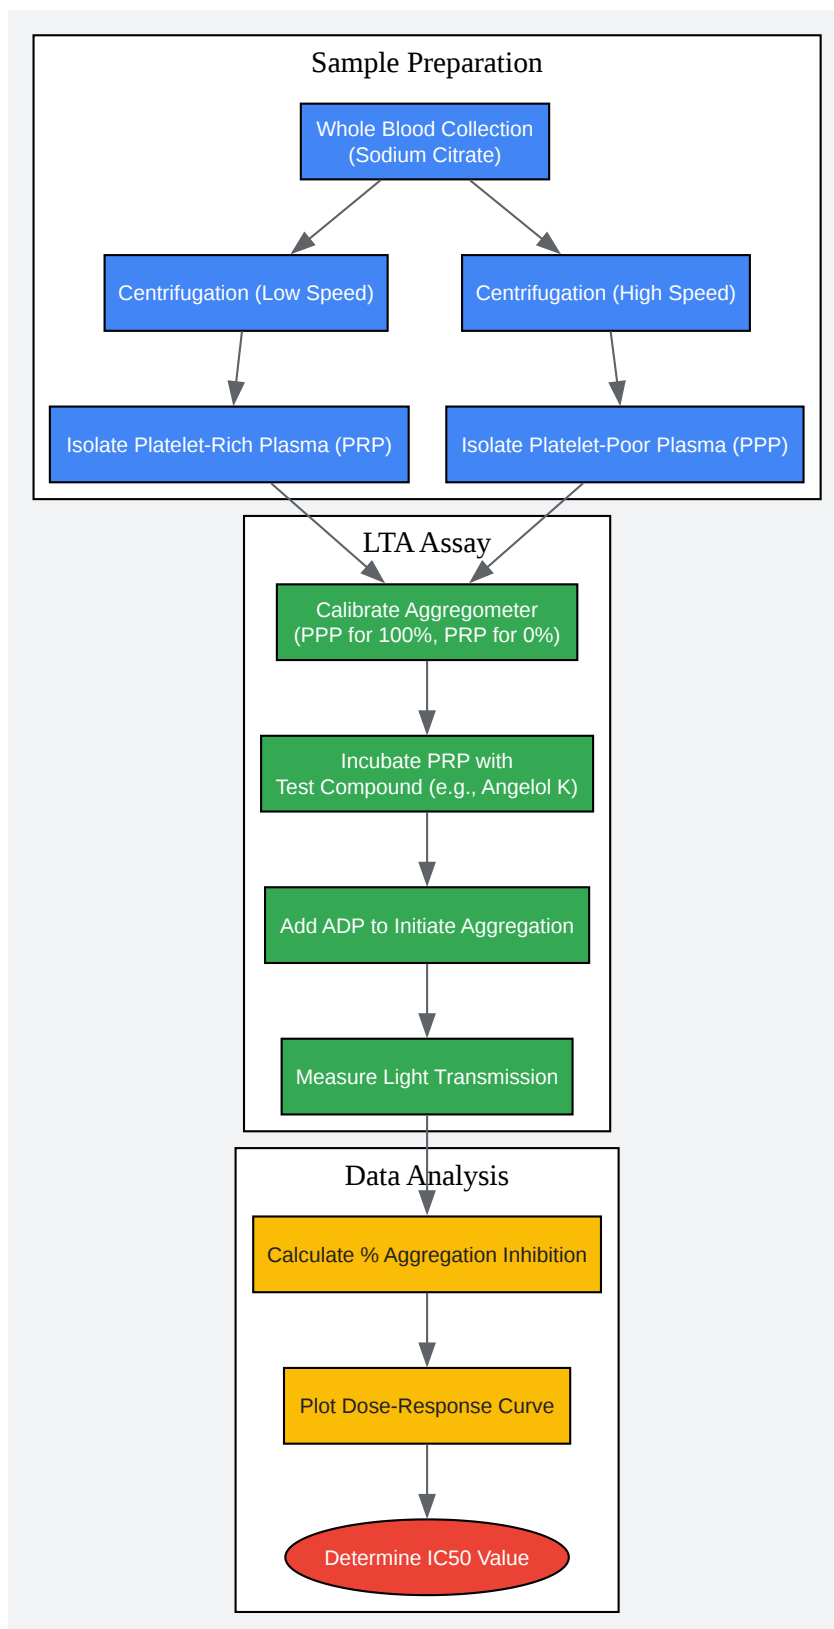 Sample Preparation
Whole Blood Collection
(Sodium Citrate)
Centrifugation (Low Speed)
Centrifugation (High Speed)
Isolate Platelet-Rich Plasma (PRP)
Isolate Platelet-Poor Plasma (PPP)
LTA Assay
Calibrate Aggregometer
(PPP for 100%, PRP for 0%)
Incubate PRP with
Test Compound (e.g., Angelol K)
Add ADP to Initiate Aggregation
Measure Light Transmission
Data Analysis
Calculate % Aggregation Inhibition
Plot Dose-Response Curve
Determine IC50 Value